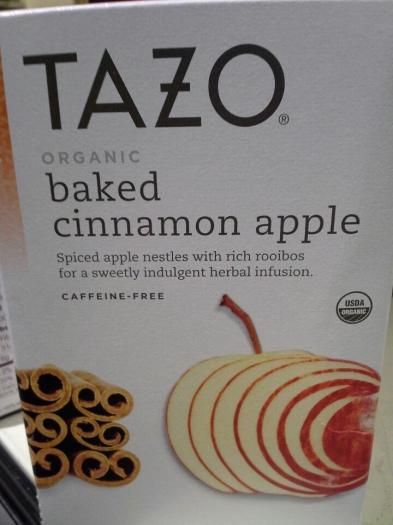 TAZO®
ORGANIC
baked
cinnamon apple
Spiced apple nestles with rich rooibos
for a sweetly indulgent herbal infusion.
CAFFEINE-FREE
USDA
ORGANIC